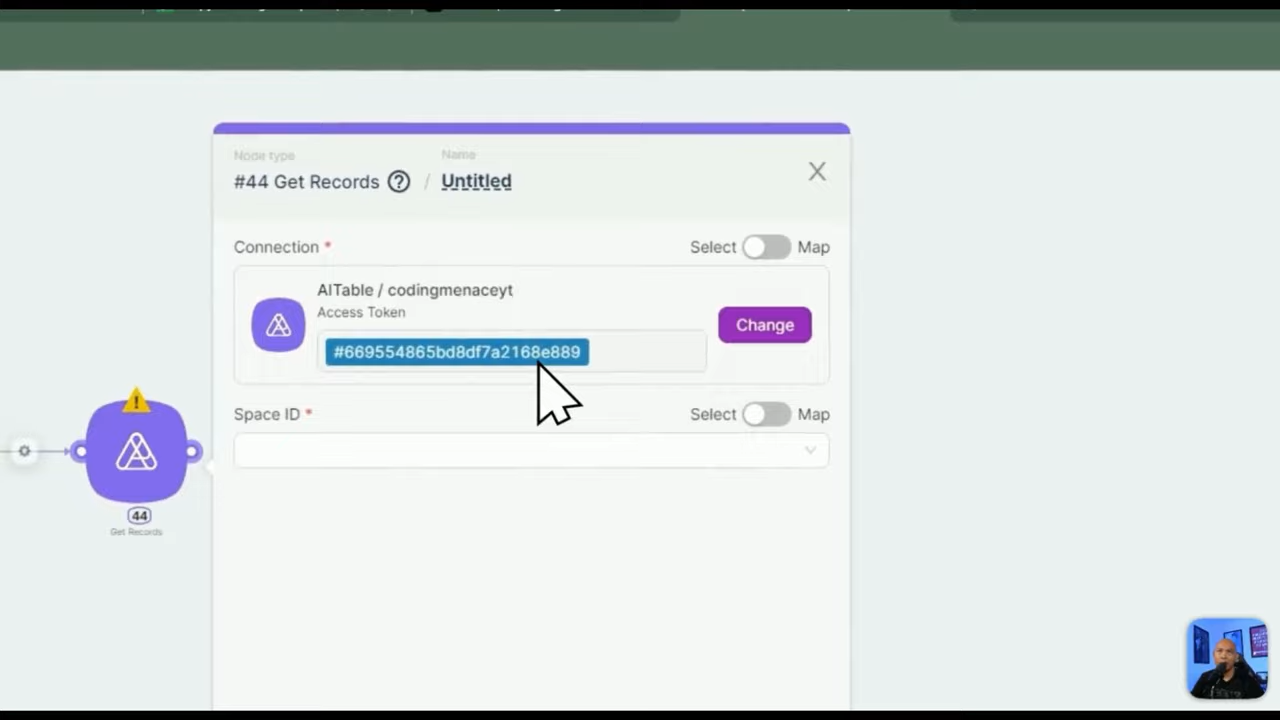 Node type
Name
#44 Get Records
/
Untitled
Connection *
Select
Map
AITable / codingmenaceyt
Access Token
#669554865bd8df7a2168e889
Change
Space ID *
Select
Map
44
Get Records